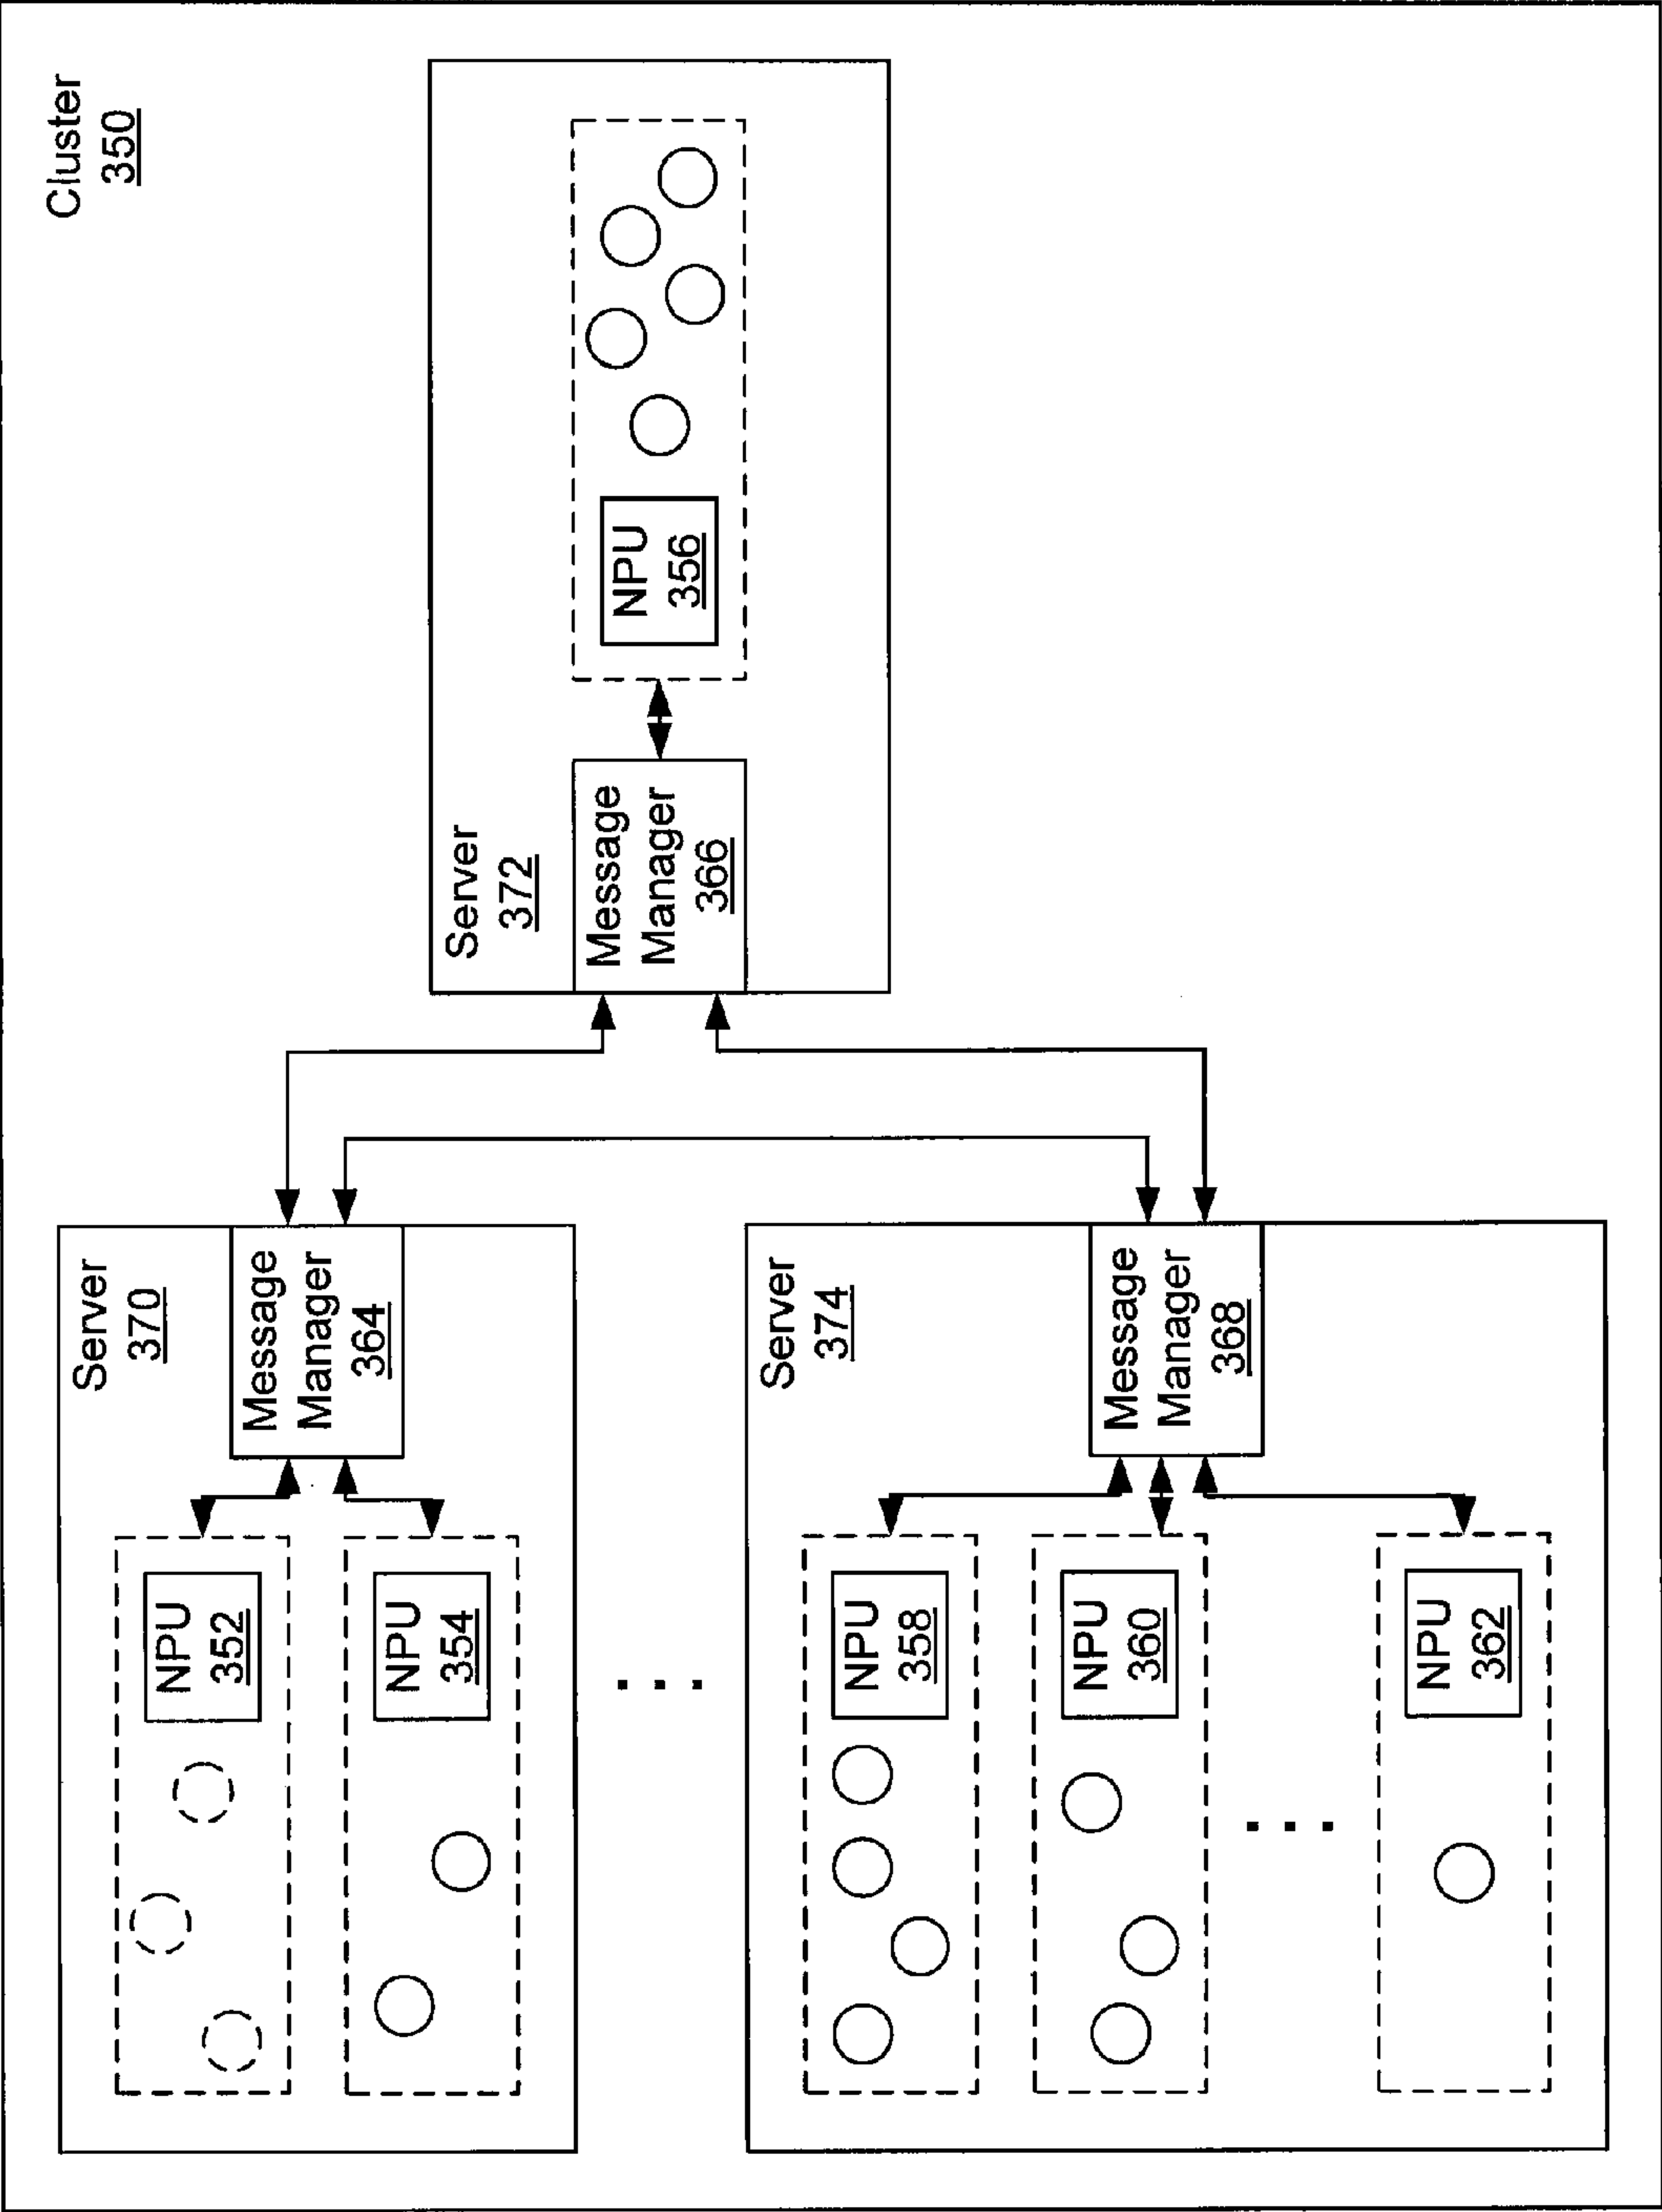 Cluster
350
Server
370
Message
Manager
364
NPU
352
NPU
354
Server
372
Message
Manager
366
NPU
356
. . .
Server
374
Message
Manager
368
NPU
358
NPU
360
. . .
NPU
362